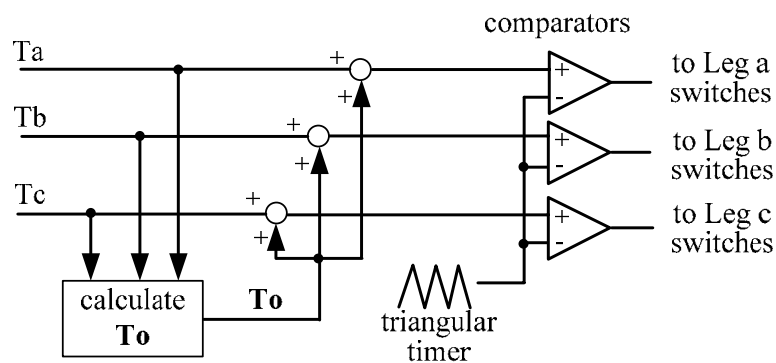 comparators
Ta
+
+
+
-
to Leg a
switches
Tb
+
+
+
-
to Leg b
switches
Tc
+
+
+
-
to Leg c
switches
calculate
To
To
triangular
timer